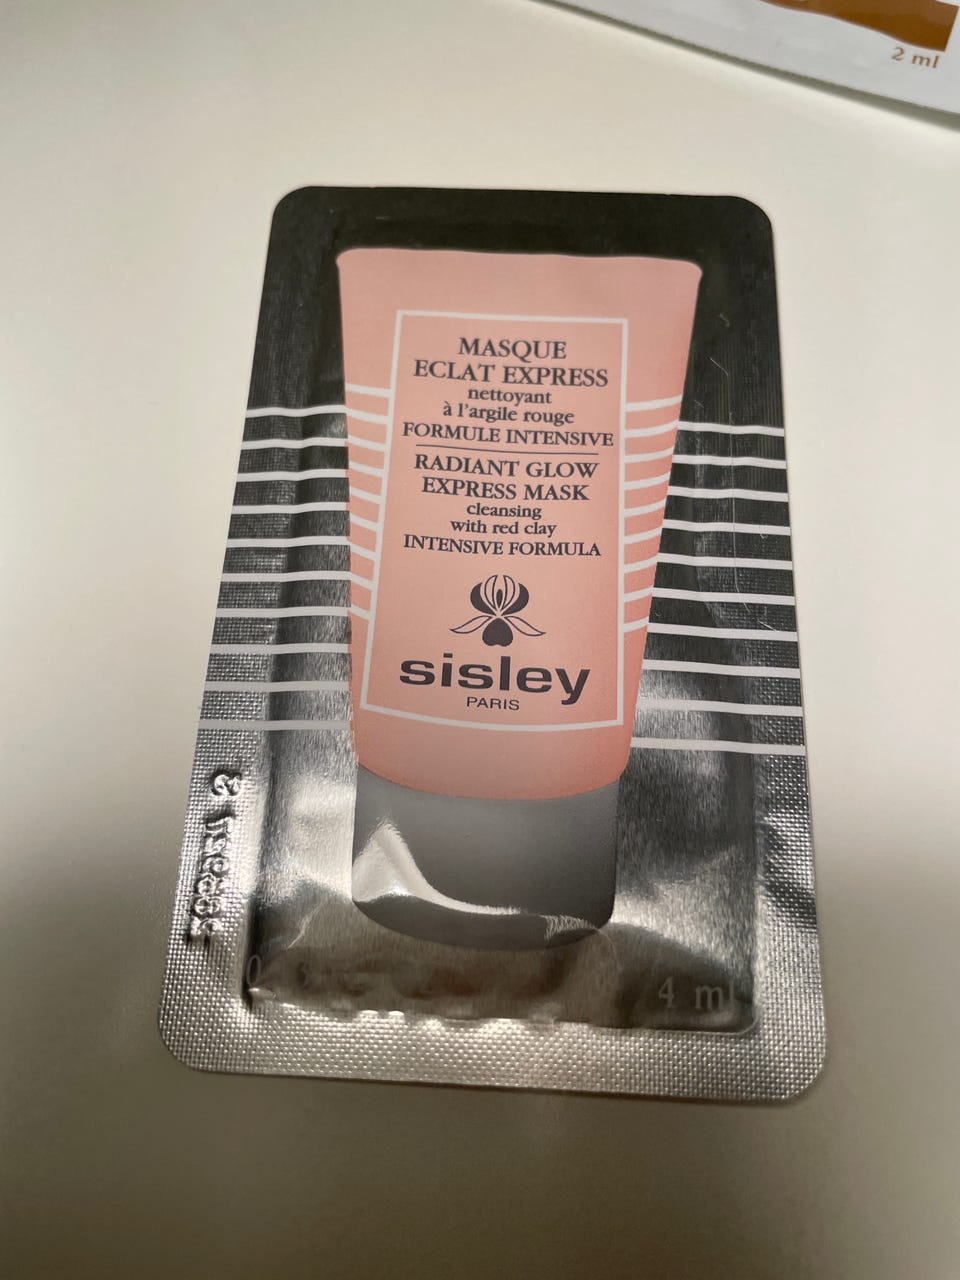 2 ml
MASQUE
ECLAT EXPRESS
nettoyant
à l'argile rouge
FORMULE INTENSIVE
RADIANT GLOW
EXPRESS MASK
cleansing
with red clay
INTENSIVE FORMULA
sisley
PARIS
4 ml